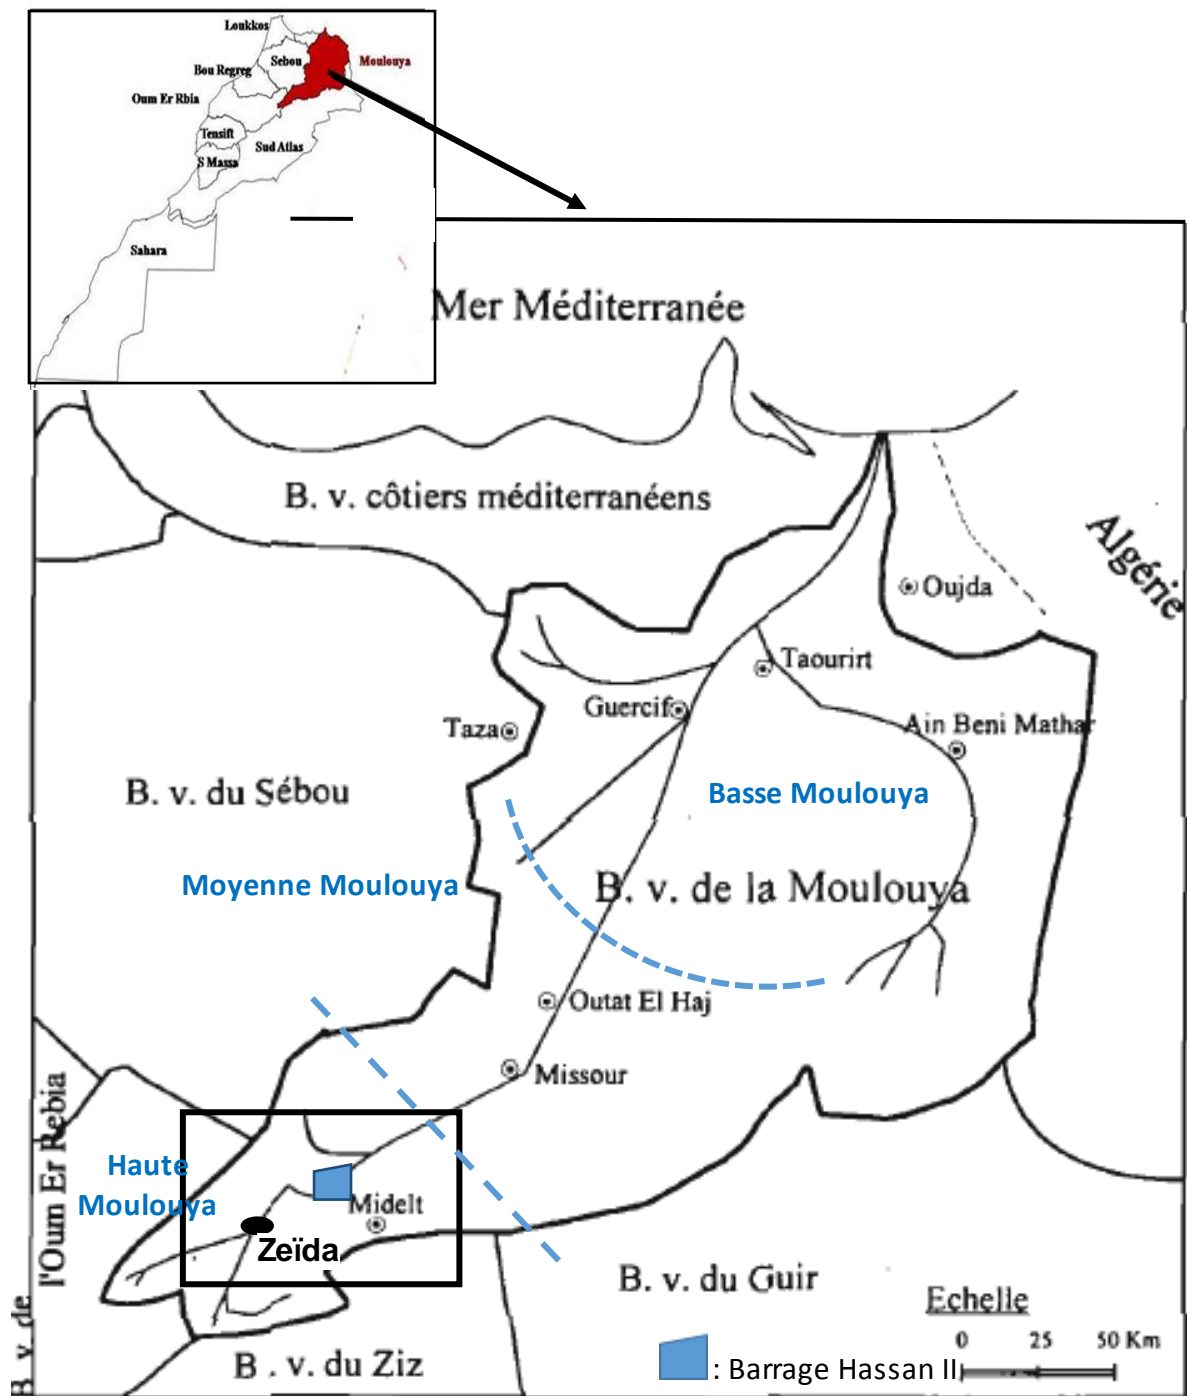 Loukkos
Sebou
Moulouya
Bou Regreg
Oum Er Rbia
Tensift
Sud Atlas
S Massa
Sahara
Mer Méditerranée
B. v. côtiers méditerranéens
Algérie
Oujda
Taourirt
Guercif
Taza
Ain Beni Mathar
B. v. du Sébou
Basse Moulouya
Moyenne Moulouya
B. v. de la Moulouya
Outat El Haj
Missour
B. v. de l'Oum Er Rebia
Haute
Moulouya
Midelt
Zeïda
B. v. du Guir
Echelle
0 25 50 Km
B . v. du Ziz
: Barrage Hassan II